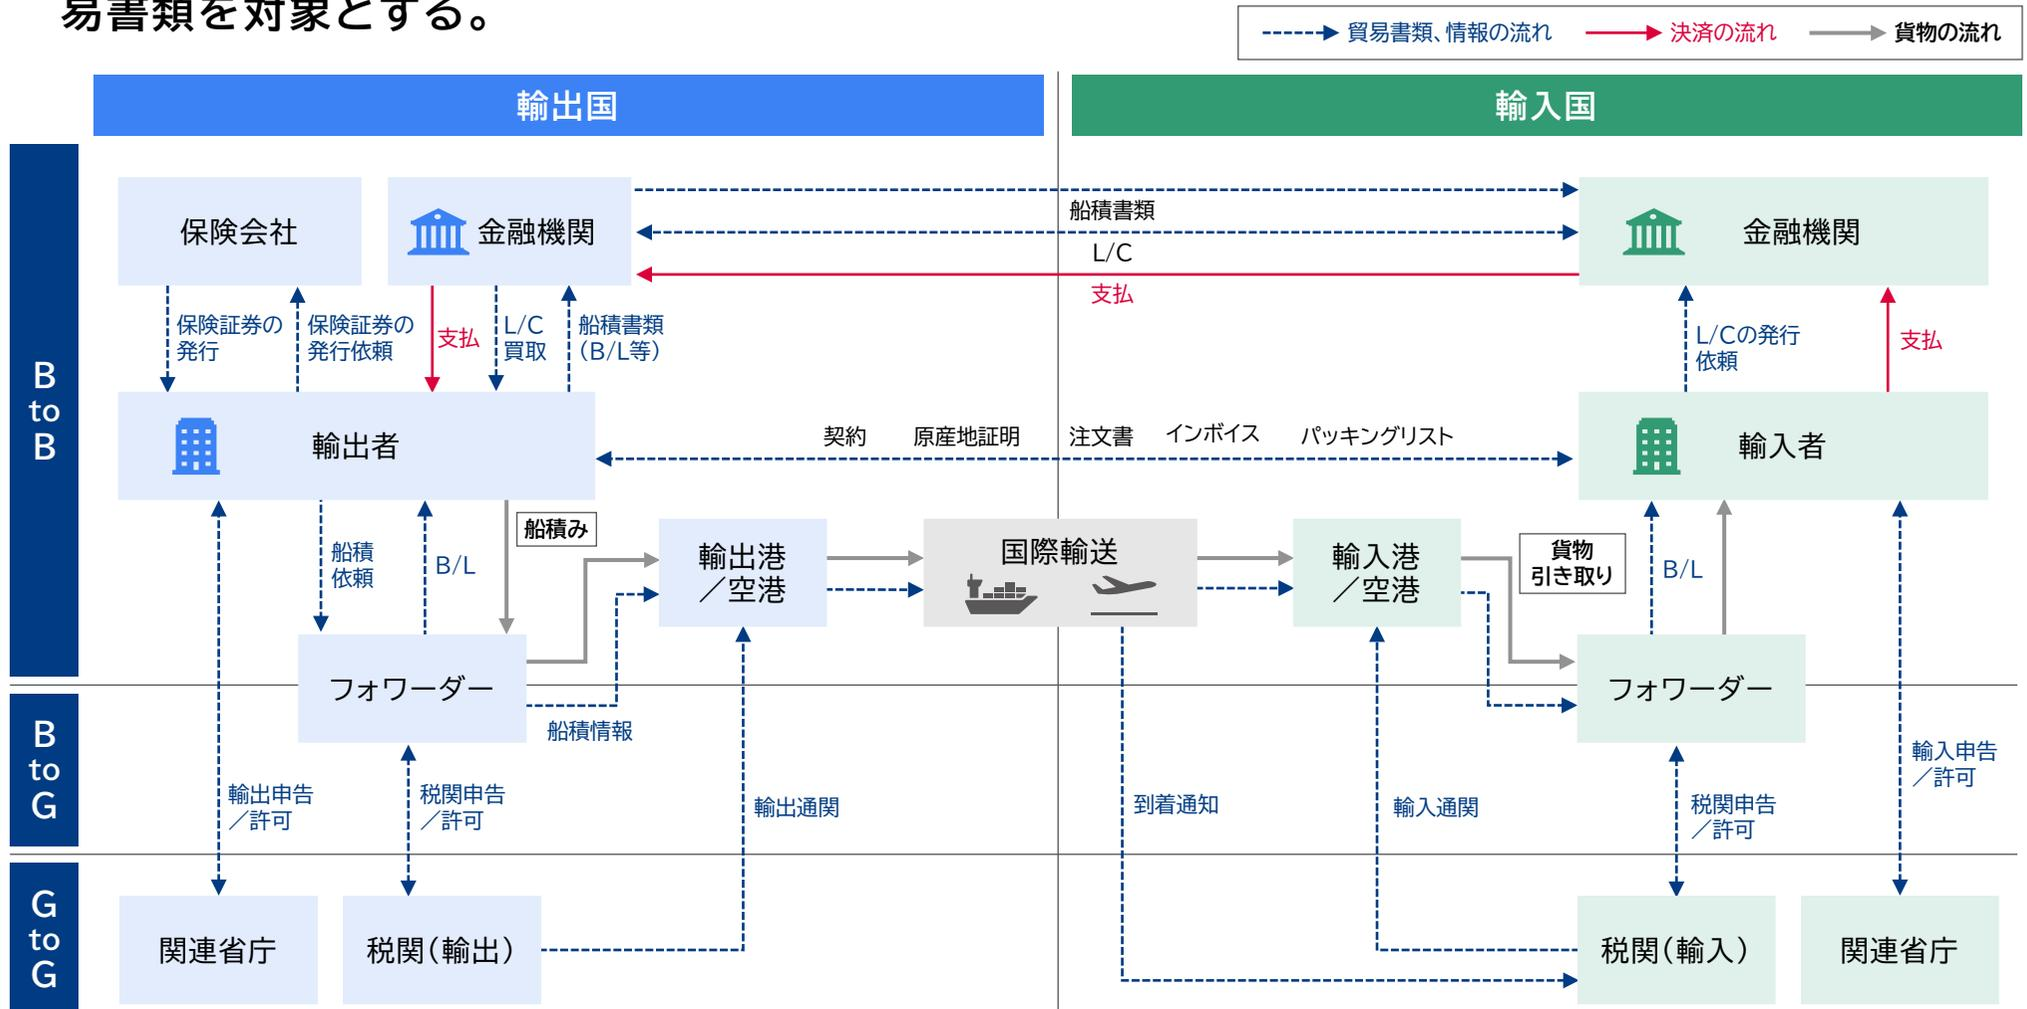 易書類を対象とする。
貿易書類、情報の流れ
決済の流れ
貨物の流れ
輸出国
輸入国
B
to
B
保険会社
金融機関
船積書類
L/C
支払
金融機関
保険証券の
発行
保険証券の
発行依頼
支払
L/C
買取
船積書類
（B/L等）
L/Cの発行
依頼
支払
輸出者
契約
原産地証明
注文書
インボイス
パッキングリスト
輸入者
船積
依頼
B/L
船積み
輸出港
／空港
国際輸送
輸入港
／空港
貨物
引き取り
B/L
フォワーダー
船積情報
フォワーダー
B
to
G
輸出申告
／許可
税関申告
／許可
輸出通関
到着通知
輸入通関
税関申告
／許可
輸入申告
／許可
G
to
G
関連省庁
税関（輸出）
税関（輸入）
関連省庁